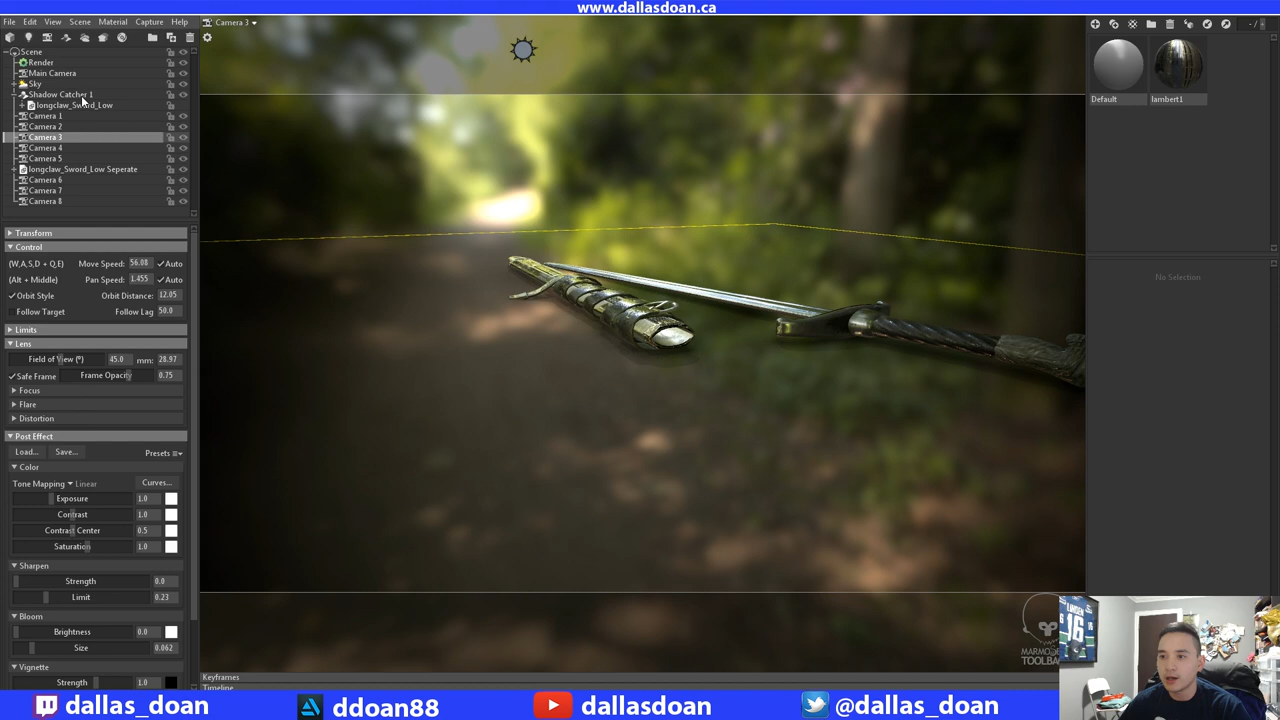 www.dallasdoan.ca
File Edit View Scene Material Capture Help
Camera 3
Scene
Render
Main Camera
Sky
Shadow Catcher 1
longclaw_Sword_Low
Camera 1
Camera 2
Camera 3
Camera 4
Camera 5
longclaw_Sword_Low Seperate
Camera 6
Camera 7
Camera 8
Default
lambert1
No Selection
Transform
Control
(W,A,S,D + Q,E) Move Speed: 56.08 Auto
(Alt + Middle) Pan Speed: 1.455 Auto
Orbit Style Orbit Distance: 12.05
Follow Target Follow Lag 50.0
Limits
Lens
Field of View (°) 45.0 mm: 28.97
Safe Frame Frame Opacity 0.75
Focus
Flare
Distortion
Post Effect
Load... Save... Presets
Color
Tone Mapping Linear Curves...
Exposure 1.0
Contrast 1.0
Contrast Center 0.5
Saturation 1.0
Sharpen
Strength 0.0
Limit 0.23
Bloom
Brightness 0.0
Size 0.062
Vignette
Strength 1.0
Keyframes
Timeline
LINDEN
16
dallas_doan
ddoan88
dallasdoan
@dallas_doan